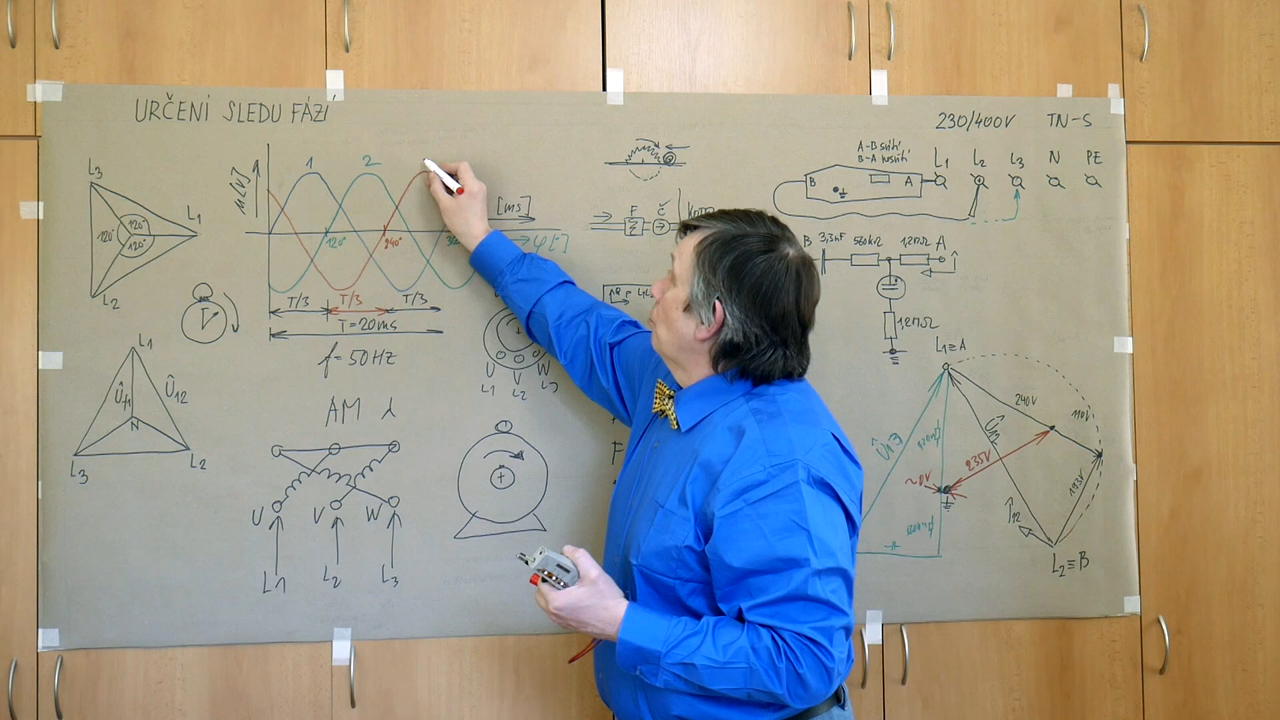 URČENÍ SLEDU FÁZÍ
230/400V TN-S
L3
L1
L2
120°
120°
120°
u[V]
1
2
[ms]
φ[°]
120°
240°
T/3
T/3
T/3
T=20ms
f=50Hz
L1
Û12
N
L3
L2
AM
U
V
W
L1
L2
L3
U
V
W
L1
L2
F
Č
A-B svítí
B-A nesvítí
B
A
L1
L2
L3
N
PE
B
3,3nF
560kΩ
1,2MΩ
A
1,2MΩ
L1≡A
240V
110V
235V
193V
~0V
L2≡B